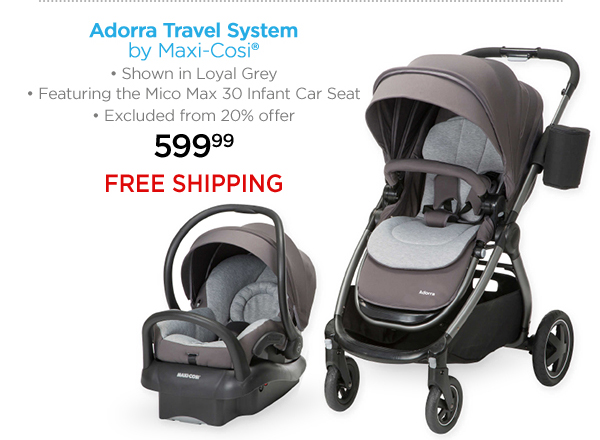 Adorra Travel System
by Maxi-Cosi®
• Shown in Loyal Grey
• Featuring the Mico Max 30 Infant Car Seat
• Excluded from 20% offer
599⁹⁹
FREE SHIPPING
Adorra
MAXI-COSI